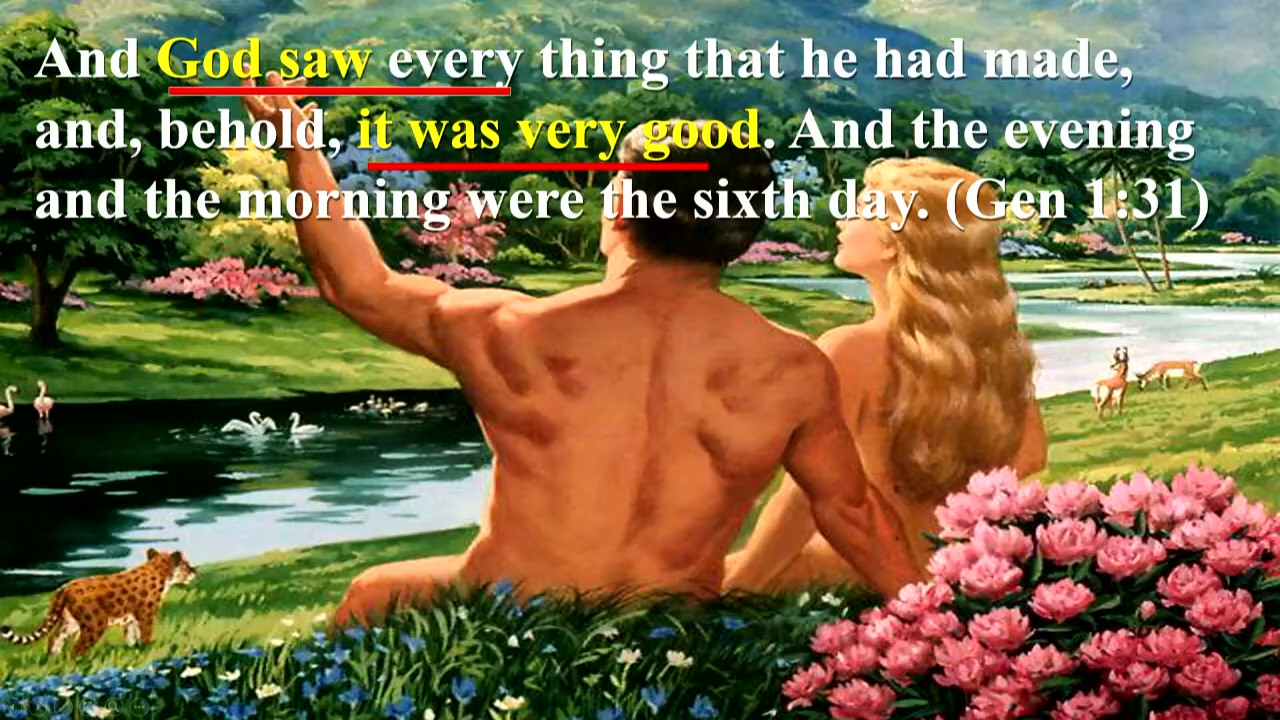 And God saw every thing that he had made,
and, behold, it was very good. And the evening
and the morning were the sixth day. (Gen 1:31)